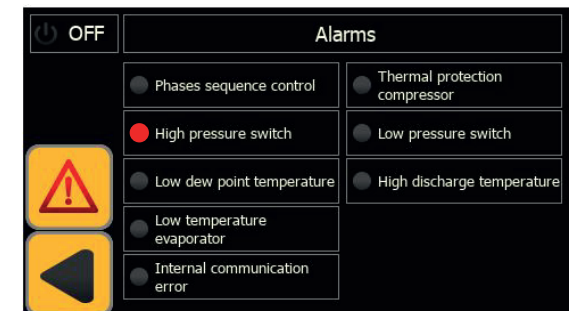 OFF
Alarms
Phases sequence control
Thermal protection
compressor
High pressure switch
Low pressure switch
Low dew point temperature
High discharge temperature
Low temperature
evaporator
Internal communication
error